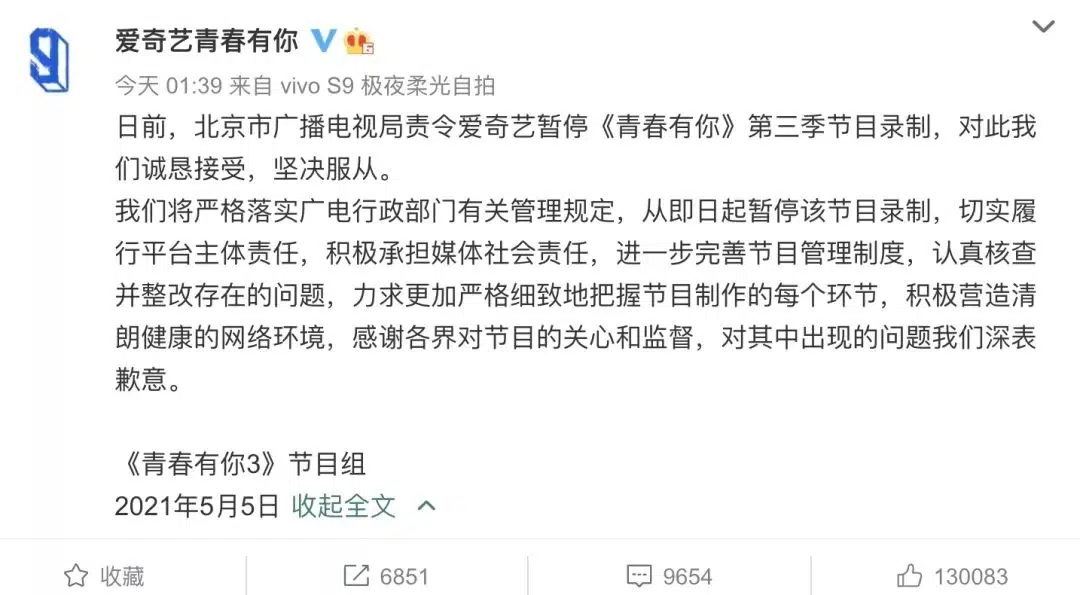 爱奇艺青春有你
今天 01:39 来自 vivo S9 极夜柔光自拍
日前，北京市广播电视局责令爱奇艺暂停《青春有你》第三季节目录制，对此我
们诚恳接受，坚决服从。
我们将严格落实广电行政部门有关管理规定，从即日起暂停该节目录制，切实履
行平台主体责任，积极承担媒体社会责任，进一步完善节目管理制度，认真核查
并整改存在的问题，力求更加严格细致地把握节目制作的每个环节，积极营造清
朗健康的网络环境，感谢各界对节目的关心和监督，对其中出现的问题我们深表
歉意。
《青春有你3》节目组
2021年5月5日 收起全文
收藏 6851 9654 130083